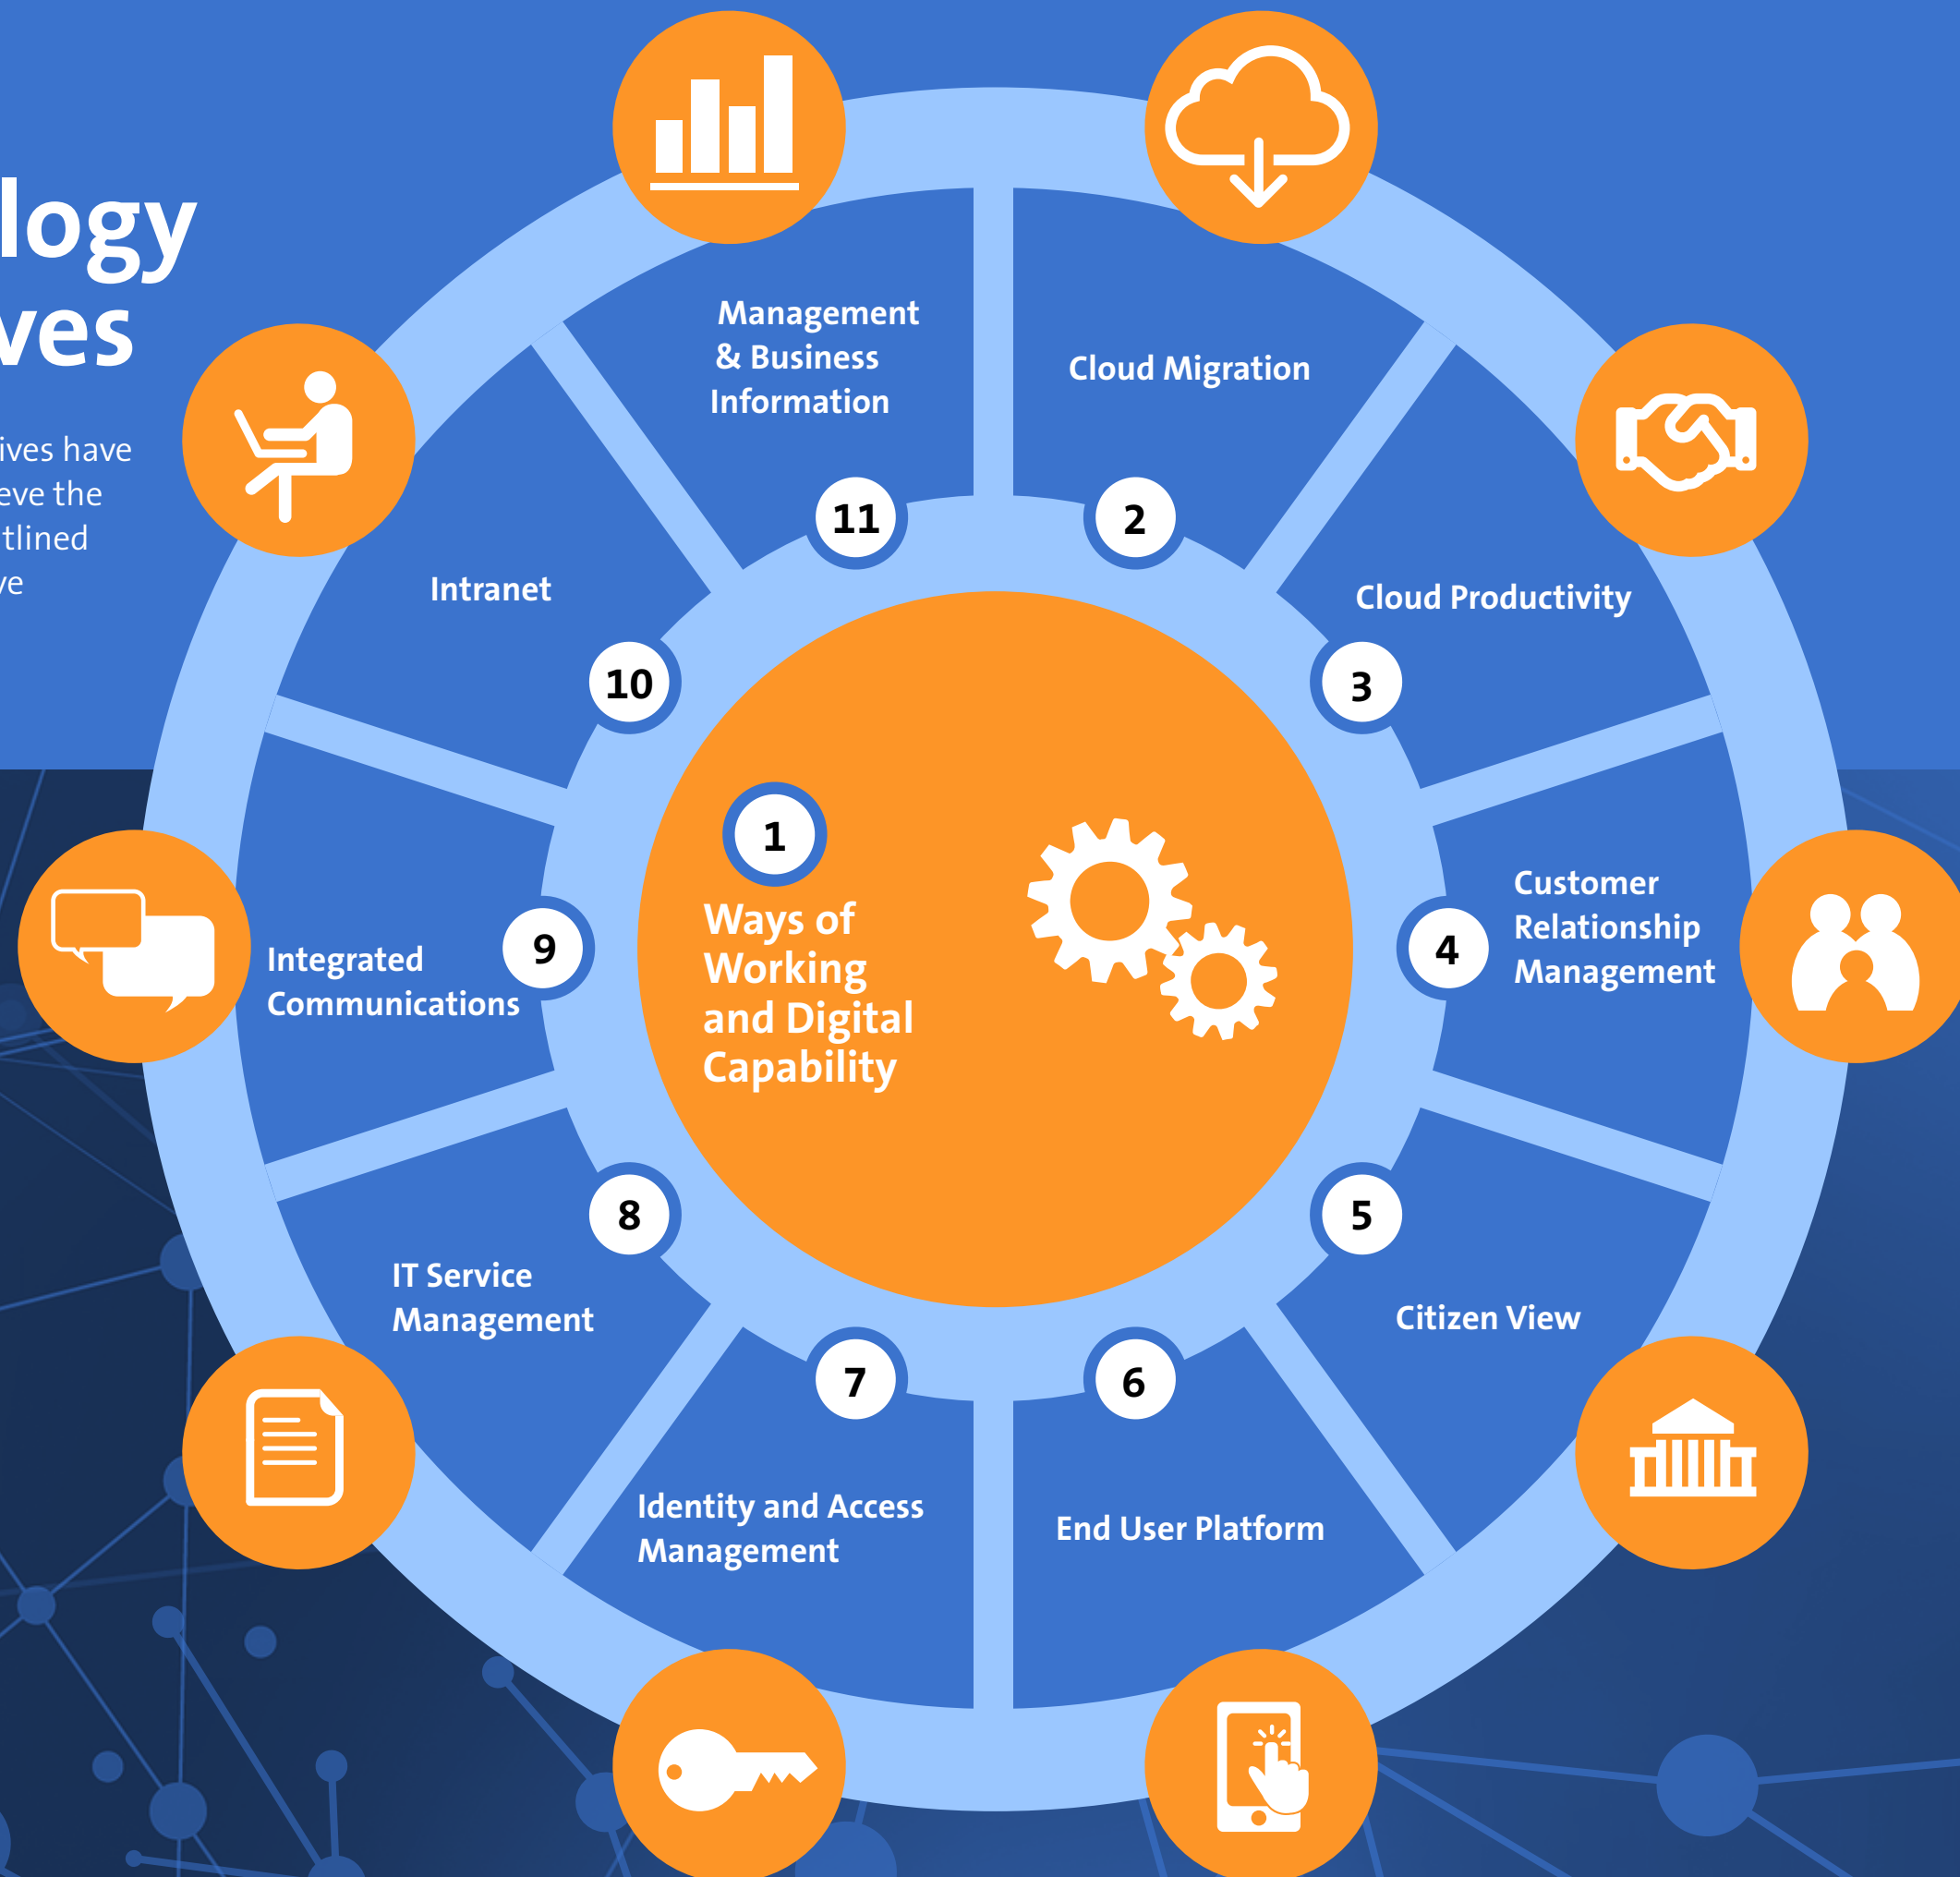 logy
ves
ives have
eve the
tlined
ve
1
Ways of
Working
and Digital
Capability
2
Cloud Migration
3
Cloud Productivity
4
Customer
Relationship
Management
5
Citizen View
6
End User Platform
7
Identity and Access
Management
8
IT Service
Management
9
Integrated
Communications
10
Intranet
11
Management
& Business
Information